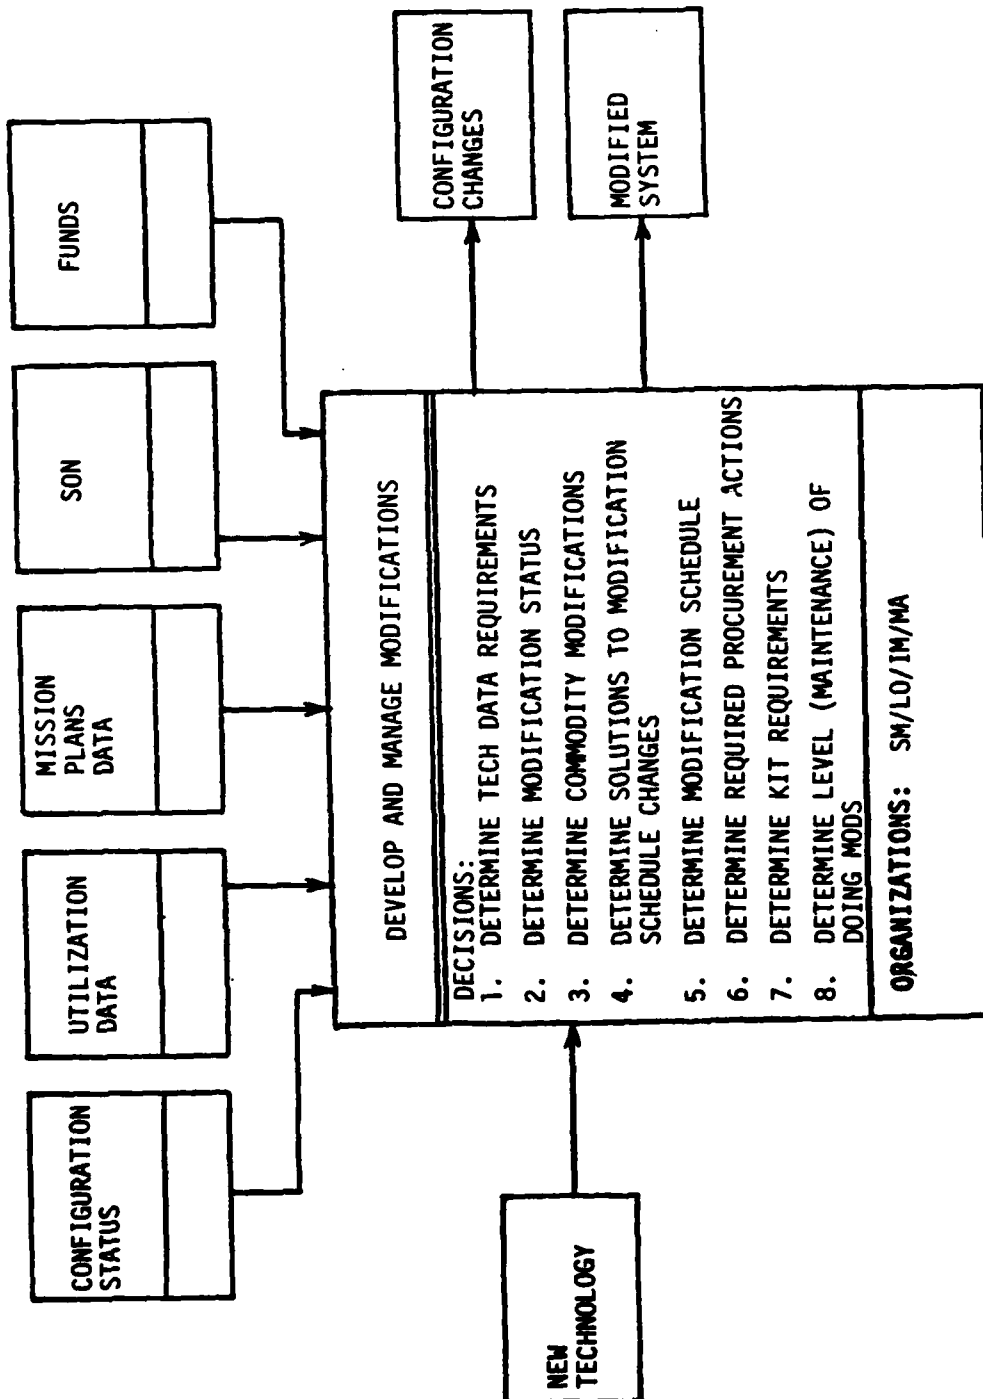 CONFIGURATION
STATUS
UTILIZATION
DATA
MISSION
PLANS
DATA
SON
FUNDS
NEW
TECHNOLOGY
DEVELOP AND MANAGE MODIFICATIONS
DECISIONS:
1. DETERMINE TECH DATA REQUIREMENTS
2. DETERMINE MODIFICATION STATUS
3. DETERMINE COMMODITY MODIFICATIONS
4. DETERMINE SOLUTIONS TO MODIFICATION
SCHEDULE CHANGES
5. DETERMINE MODIFICATION SCHEDULE
6. DETERMINE REQUIRED PROCUREMENT ACTIONS
7. DETERMINE KIT REQUIREMENTS
8. DETERMINE LEVEL (MAINTENANCE) OF
DOING MODS
ORGANIZATIONS: SM/LO/IM/MA
CONFIGURATION
CHANGES
MODIFIED
SYSTEM